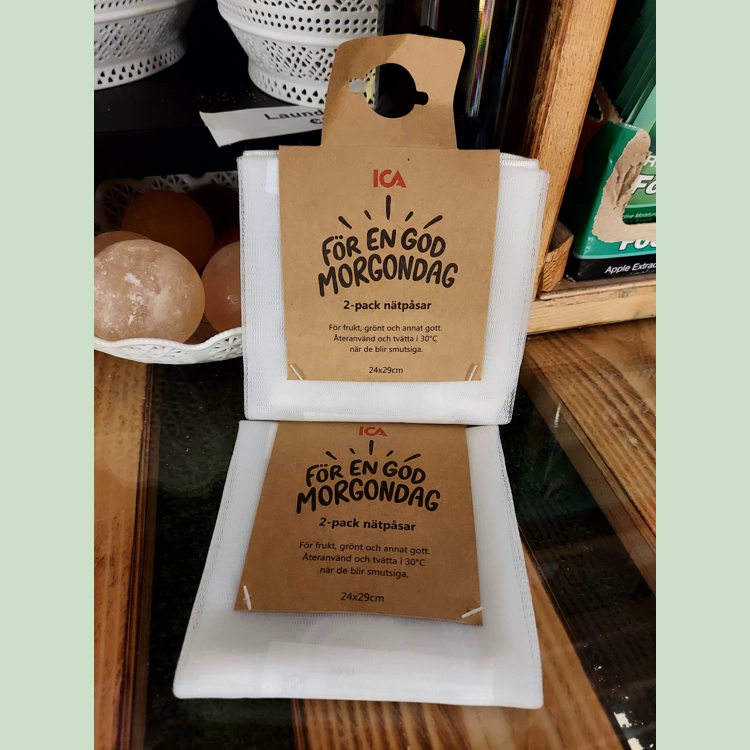 Laund
ICA
FÖR EN GOD
MORGONDAG
2-pack nätpåsar
För frukt, grönt och annat gott.
Återanvänd och tvätta i 30°C
när de blir smutsiga.
24x29cm
ICA
FÖR EN GOD
MORGONDAG
2-pack nätpåsar
För frukt, grönt och annat gott.
Återanvänd och tvätta i 30°C
när de blir smutsiga.
24x29cm
Apple Extrac